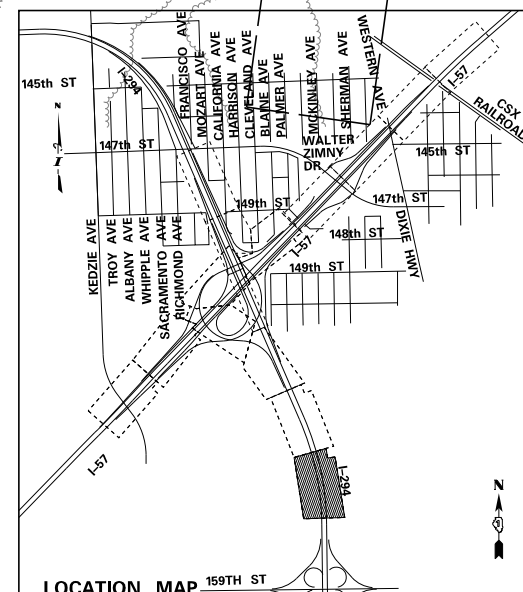 145th ST
N
I-294
FRANCISCO AVE
MOZART AVE
CALIFORNIA AVE
HARRISON AVE
CLEVELAND AVE
BLAINE AVE
PALMER AVE
MCKINLEY AVE
SHERMAN AVE
WESTERN AVE
I-57
CSX
RAILROAD
147th ST
WALTER
ZIMNY
DR.
145th ST
149th ST
147th ST
148th ST
DIXIE HWY
I-57
149th ST
KEDZIE AVE
TROY AVE
ALBANY AVE
WHIPPLE AVE
SACRAMENTO AVE
RICHMOND AVE
I-57
I-294
N
159TH ST
LOCATION MAP